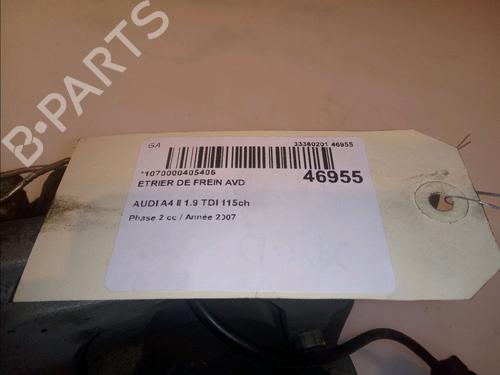 B-PARTS
GA
33360201 46955
*1070000405406
46955
ETRIER DE FREIN AVD
AUDI A4 II 1.9 TDI 115ch
Phase 2 cc / Année 2007